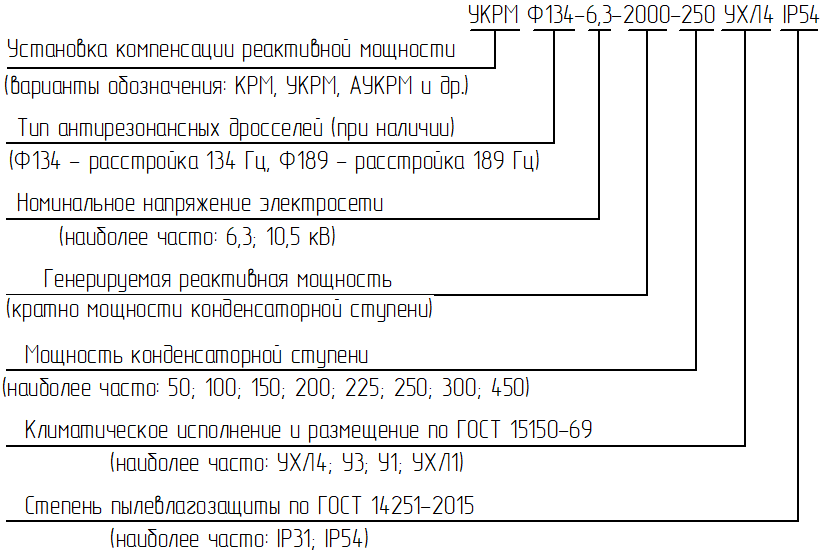 УКРМ Ф134-6,3-2000-250 УХЛ4 IP54
Установка компенсации реактивной мощности
(варианты обозначения: КРМ, УКРМ, АУКРМ и др.)
Тип антирезонансных дросселей (при наличии)
(Ф134 - расстройка 134 Гц, Ф189 - расстройка 189 Гц)
Номинальное напряжение электросети
(наиболее часто: 6,3; 10,5 кВ)
Генерируемая реактивная мощность
(кратно мощности конденсаторной ступени)
Мощность конденсаторной ступени
(наиболее часто: 50; 100; 150; 200; 225; 250; 300; 450)
Климатическое исполнение и размещение по ГОСТ 15150-69
(наиболее часто: УХЛ4; У3; У1; УХЛ1)
Степень пылевлагозащиты по ГОСТ 14251-2015
(наиболее часто: IP31; IP54)